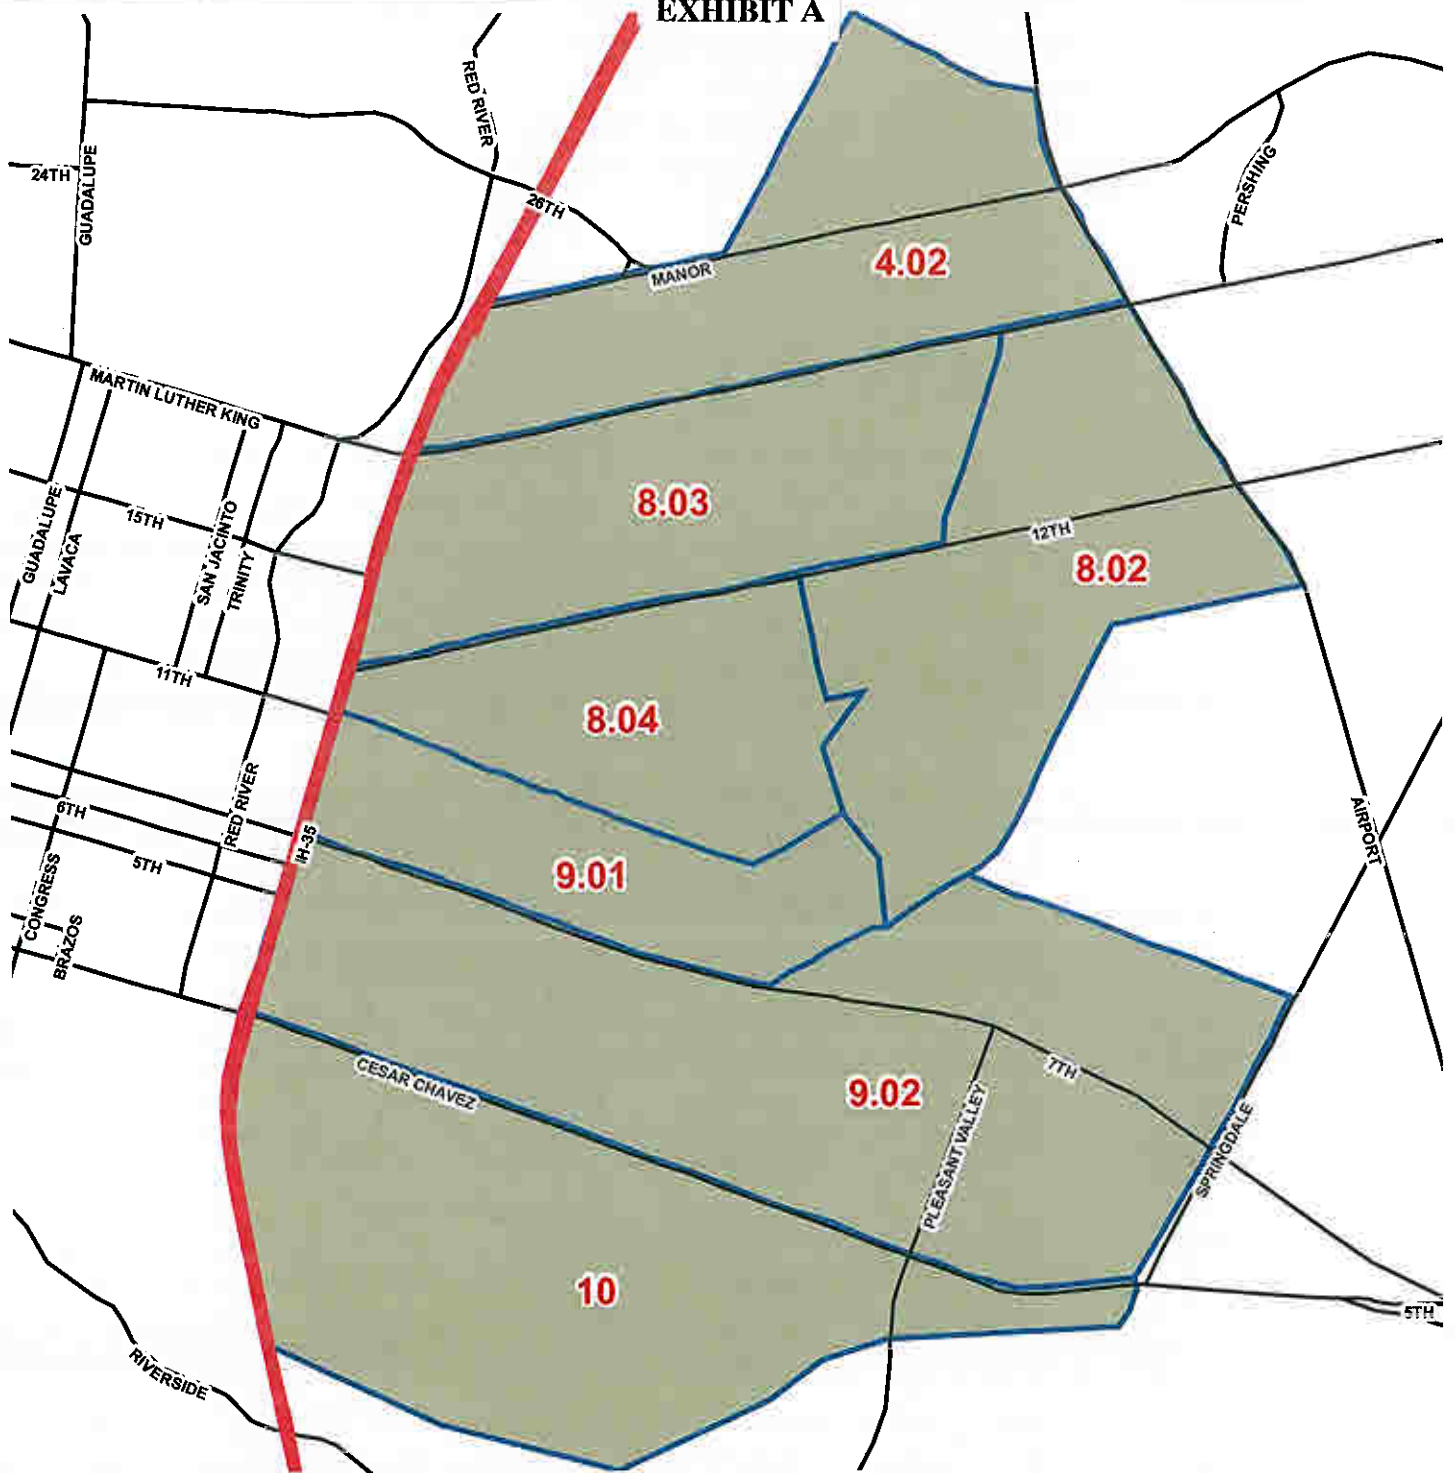 EXHIBIT A
RED RIVER
24TH
GUADALUPE
26TH
PERSHING
MANOR
4.02
MARTIN LUTHER KING
8.03
GUADALUPE
LAVACA
15TH
SAN JACINTO
TRINITY
12TH
8.02
11TH
8.04
6TH
RED RIVER
IH-35
AIRPORT
5TH
9.01
CONGRESS
BRAZOS
CESAR CHAVEZ
9.02
7TH
PLEASANT VALLEY
SPRINGDALE
10
5TH
RIVERSIDE